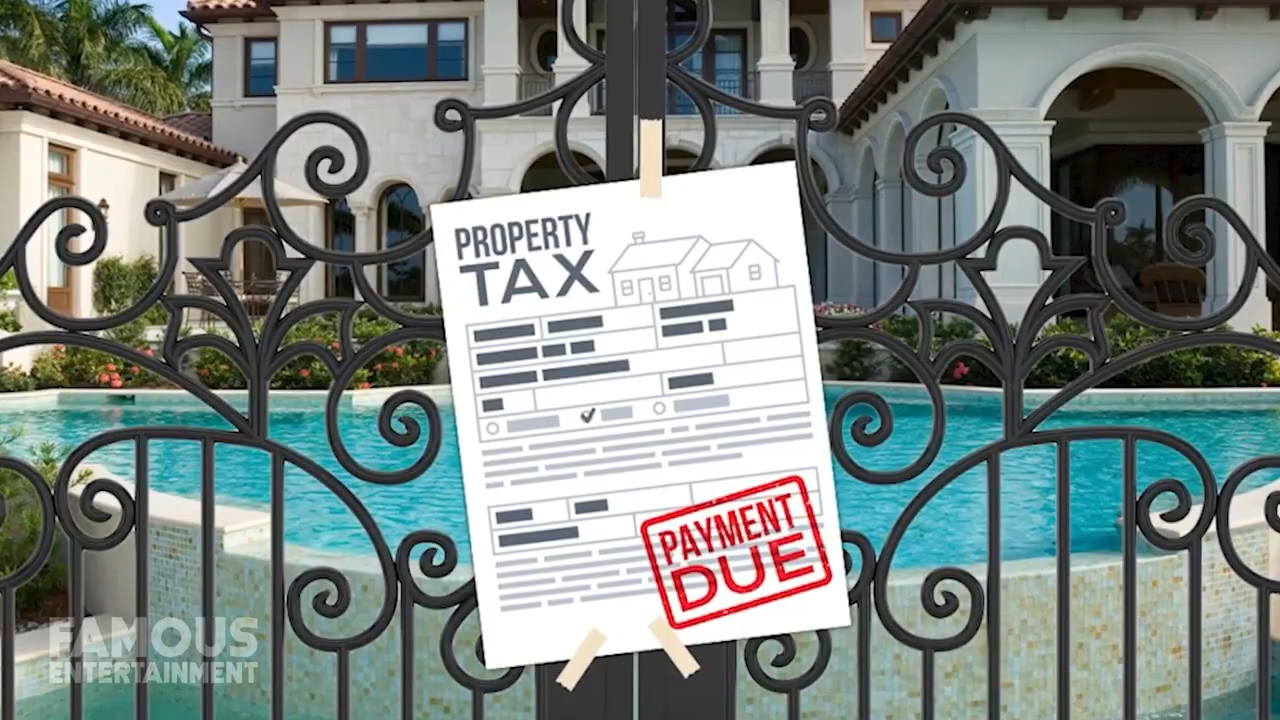 PROPERTY
TAX
PAYMENT
DUE
FAMOUS
ENTERTAINMENT